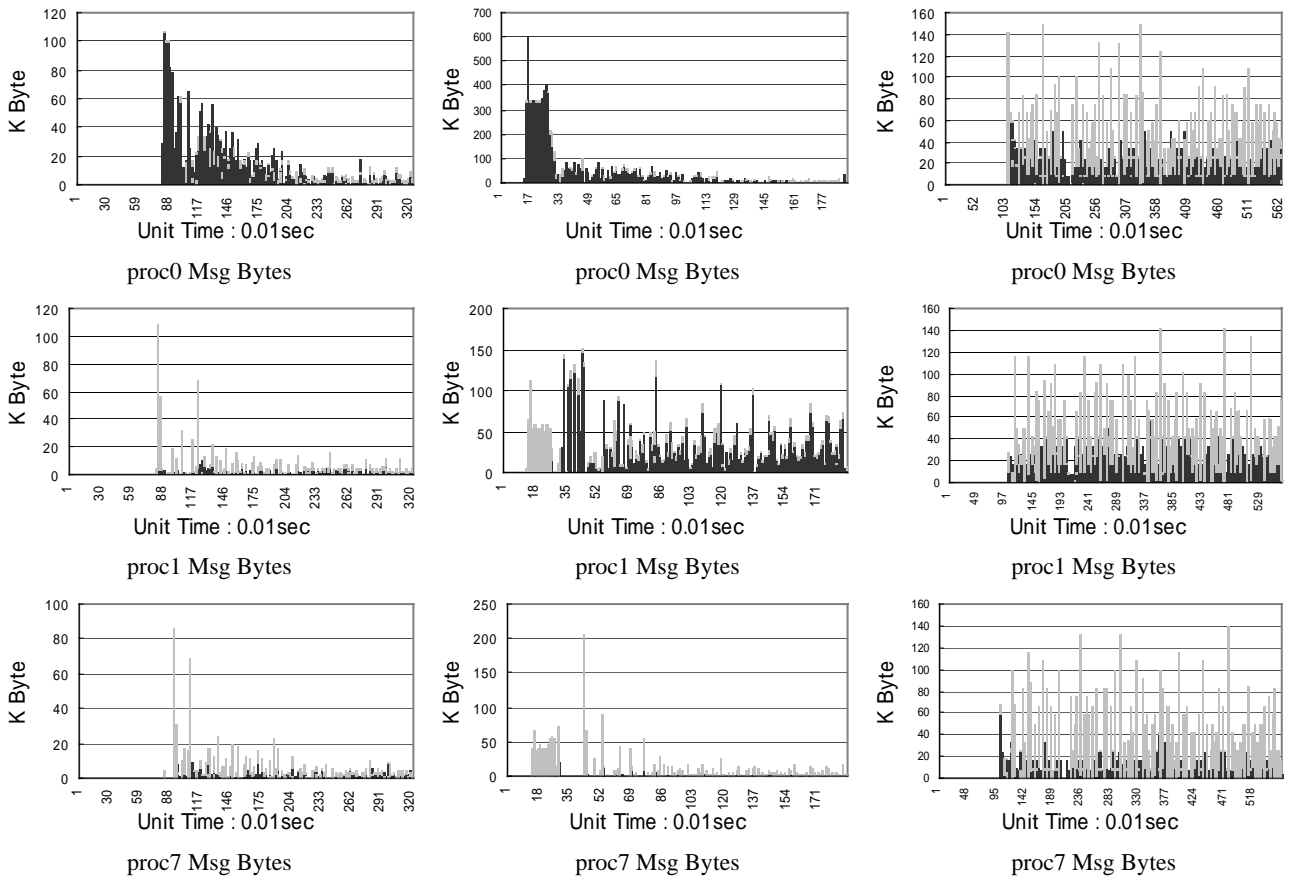 120
100
80
60
40
20
0
K Byte
1 30 59 88 117 146 175 204 233 262 291 320
Unit Time : 0.01sec
proc0 Msg Bytes
700
600
500
400
300
200
100
0
K Byte
1 17 33 49 65 81 97 113 129 145 161 177
Unit Time : 0.01sec
proc0 Msg Bytes
160
140
120
100
80
60
40
20
0
K Byte
1 52 103 154 205 256 307 358 409 460 511 562
Unit Time : 0.01sec
proc0 Msg Bytes
120
100
80
60
40
20
0
K Byte
1 30 59 88 117 146 175 204 233 262 291 320
Unit Time : 0.01sec
proc1 Msg Bytes
200
150
100
50
0
K Byte
1 18 35 52 69 86 103 120 137 154 171
Unit Time : 0.01sec
proc1 Msg Bytes
160
140
120
100
80
60
40
20
0
K Byte
1 49 97 145 193 241 289 337 385 433 481 529
Unit Time : 0.01sec
proc1 Msg Bytes
100
80
60
40
20
0
K Byte
1 30 59 88 117 146 175 204 233 262 291 320
Unit Time : 0.01sec
proc7 Msg Bytes
250
200
150
100
50
0
K Byte
1 18 35 52 69 86 103 120 137 154 171
Unit Time : 0.01sec
proc7 Msg Bytes
160
140
120
100
80
60
40
20
0
K Byte
1 48 95 142 189 236 283 330 377 424 471 518
Unit Time : 0.01sec
proc7 Msg Bytes